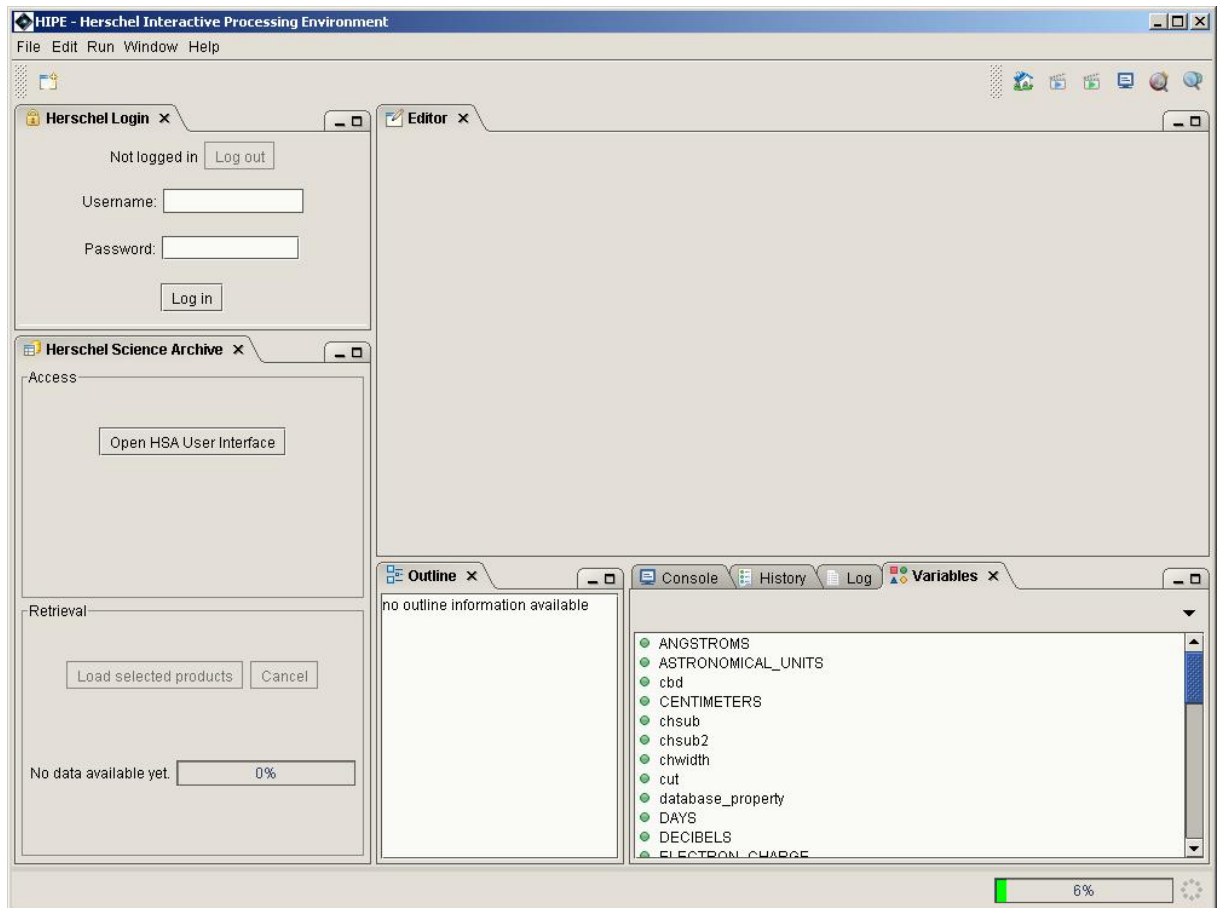 HIPE - Herschel Interactive Processing Environment
File Edit Run Window Help
Herschel Login
Not logged in Log out
Username:
Password:
Log in
Herschel Science Archive
Access
Open HSA User Interface
Retrieval
Load selected products Cancel
No data available yet. 0%
Editor
Outline
no outline information available
Console History Log Variables
ANGSTROMS
ASTRONOMICAL_UNITS
cbd
CENTIMETERS
chsub
chsub2
chwidth
cut
database_property
DAYS
DECIBELS
ELECTRON_CHARGE
6%